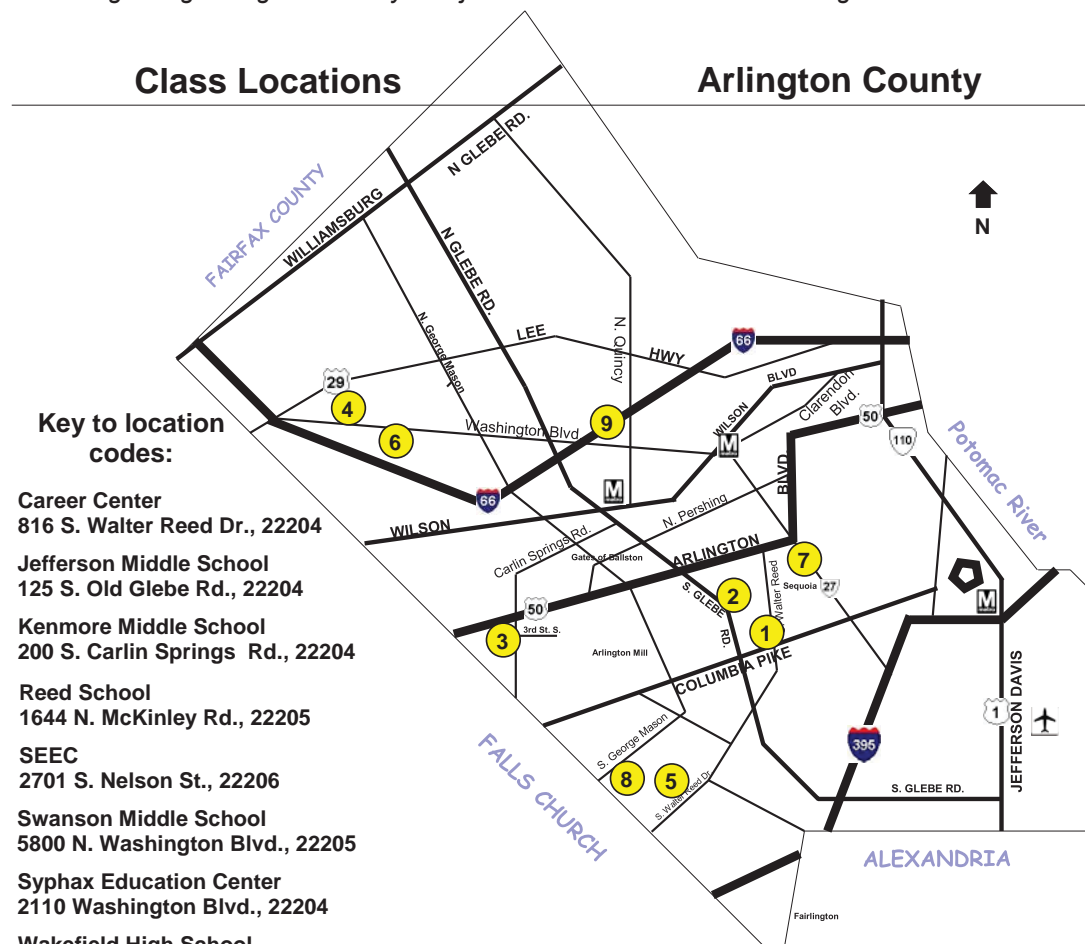 Class Locations
Arlington County
N GLEBE RD.
FAIRFAX COUNTY
WILLIAMSBURG
N GLEBE RD.
N
N. George Mason
LEE
HWY
N. Quincy
66
29
BLVD
Clarendon
Blvd.
WILSON
50
110
4
6
9
Washington Blvd
M
Key to location
codes:
Potomac River
Career Center
816 S. Walter Reed Dr., 22204
Jefferson Middle School
125 S. Old Glebe Rd., 22204
Kenmore Middle School
200 S. Carlin Springs Rd., 22204
Reed School
1644 N. McKinley Rd., 22205
SEEC
2701 S. Nelson St., 22206
Swanson Middle School
5800 N. Washington Blvd., 22205
Syphax Education Center
2110 Washington Blvd., 22204
Wakefield High School
66
M
BLVD
WILSON
N. Pershing
Carlin Springs Rd.
Gates of Ballston
ARLINGTON
7
Sequoia
27
Walter Reed
S. GLEBE
RD.
2
50
3
3rd St. S.
1
M
Arlington Mill
COLUMBIA PIKE
JEFFERSON DAVIS
1
395
S. George Mason
FALLS CHURCH
8
5
S. Walter Reed Dr
S. GLEBE RD.
ALEXANDRIA
Fairlington